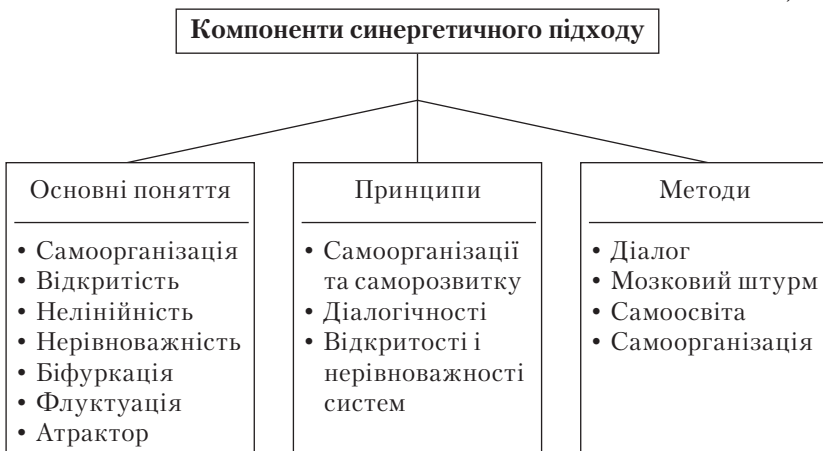 Компоненти синергетичного підходу
Основні поняття
• Самоорганізація
• Відкритість
• Нелінійність
• Нерівноважність
• Біфуркація
• Флуктуація
• Атрактор
Принципи
• Самоорганізації
та саморозвитку
• Діалогічності
• Відкритості і
нерівноважності
систем
Методи
• Діалог
• Мозковий штурм
• Самоосвіта
• Самоорганізація